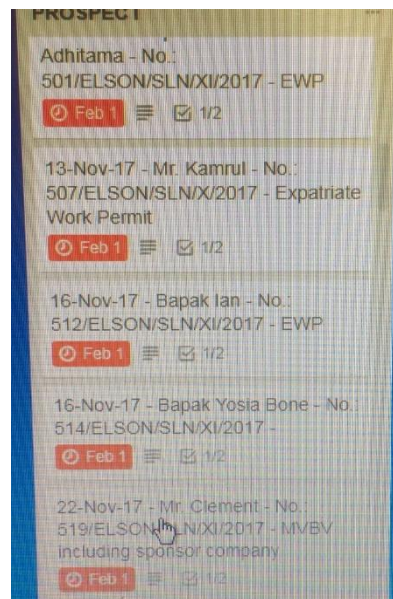 PROSPECT
Adhitama - No.:
501/ELSON/SLN/XI/2017 - EWP
Feb 1 1/2
13-Nov-17 - Mr. Kamrul - No.:
507/ELSON/SLN/X/2017 - Expatriate
Work Permit
Feb 1 1/2
16-Nov-17 - Bapak Ian - No.:
512/ELSON/SLN/XI/2017 - EWP
Feb 1 1/2
16-Nov-17 - Bapak Yosia Bone - No.:
514/ELSON/SLN/XI/2017 -
Feb 1 1/2
22-Nov-17 - Mr. Clement - No.:
519/ELSON/SLN/XI/2017 - MVBV
including sponsor company
Feb 1 1/2